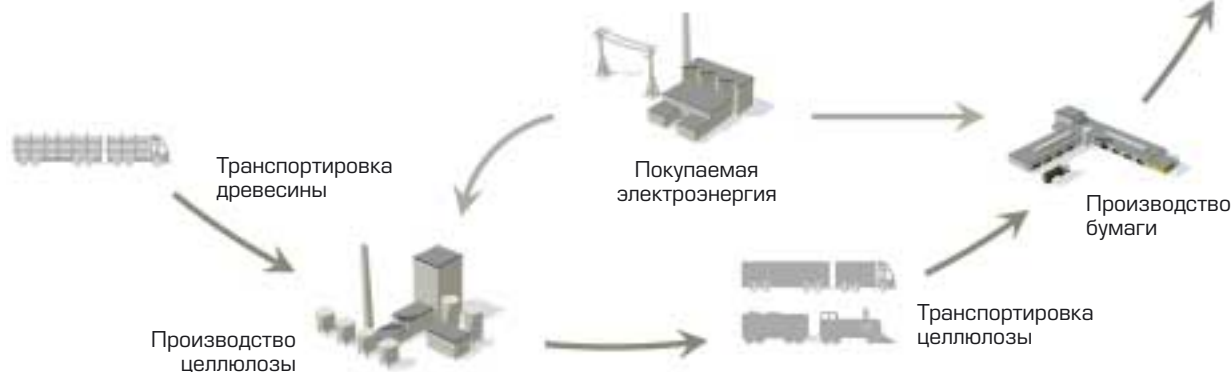 Транспортировка
древесины
Покупаемая
электроэнергия
Производство
бумаги
Производство
целлюлозы
Транспортировка
целлюлозы